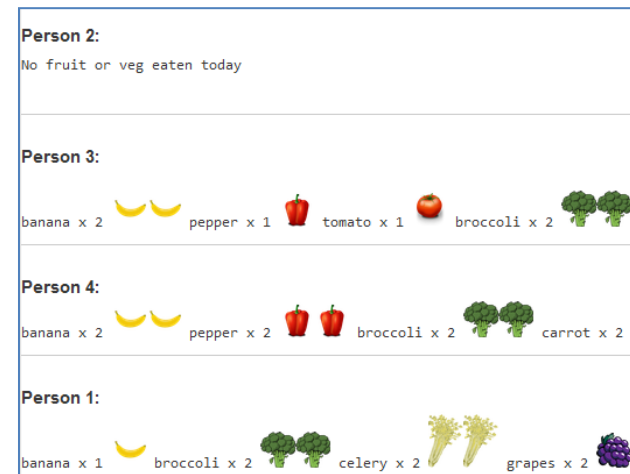 Person 2:
No fruit or veg eaten today
Person 3:
banana x 2 pepper x 1 tomato x 1 broccoli x 2
Person 4:
banana x 2 pepper x 2 broccoli x 2 carrot x 2
Person 1:
banana x 1 broccoli x 2 celery x 2 grapes x 2